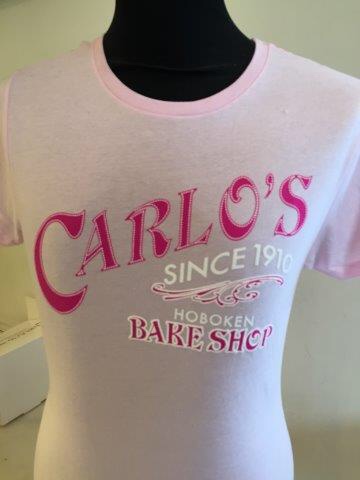 CARLO'S
SINCE 1910
HOBOKEN
BAKE SHOP